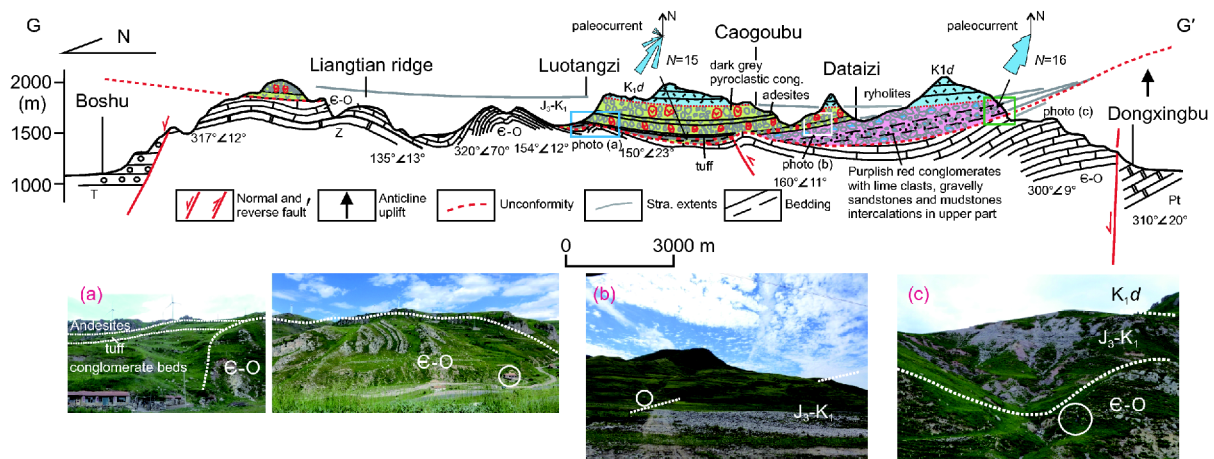 G
N
paleocurrent
N
N=15
Caogoubu
paleocurrent
N
N=16
G′
2000
(m)
1500
1000
Boshu
Liangtian ridge
Luotangzi
dark grey
pyroclastic cong.
adesites
Dataizi
ryholites
K1d
K₁d
J₃-K₁
Є-O
Z
Є-O
T
317°∠12°
135°∠13°
320°∠70°
154°∠12°
photo (a)
150°∠23°
tuff
photo (b)
160°∠11°
photo (c)
Dongxingbu
Purplish red conglomerates
with lime clasts, gravelly
sandstones and mudstones
intercalations in upper part
300°∠9°
Є-O
Pt
310°∠20°
Normal and
reverse fault
Anticline
uplift
Unconformity
Stra. extents
Bedding
0 3000 m
(a)
Andesites
tuff
conglomerate beds
Є-O
Є-O
(b)
J₃-K₁
(c)
K₁d
J₃-K₁
Є-O